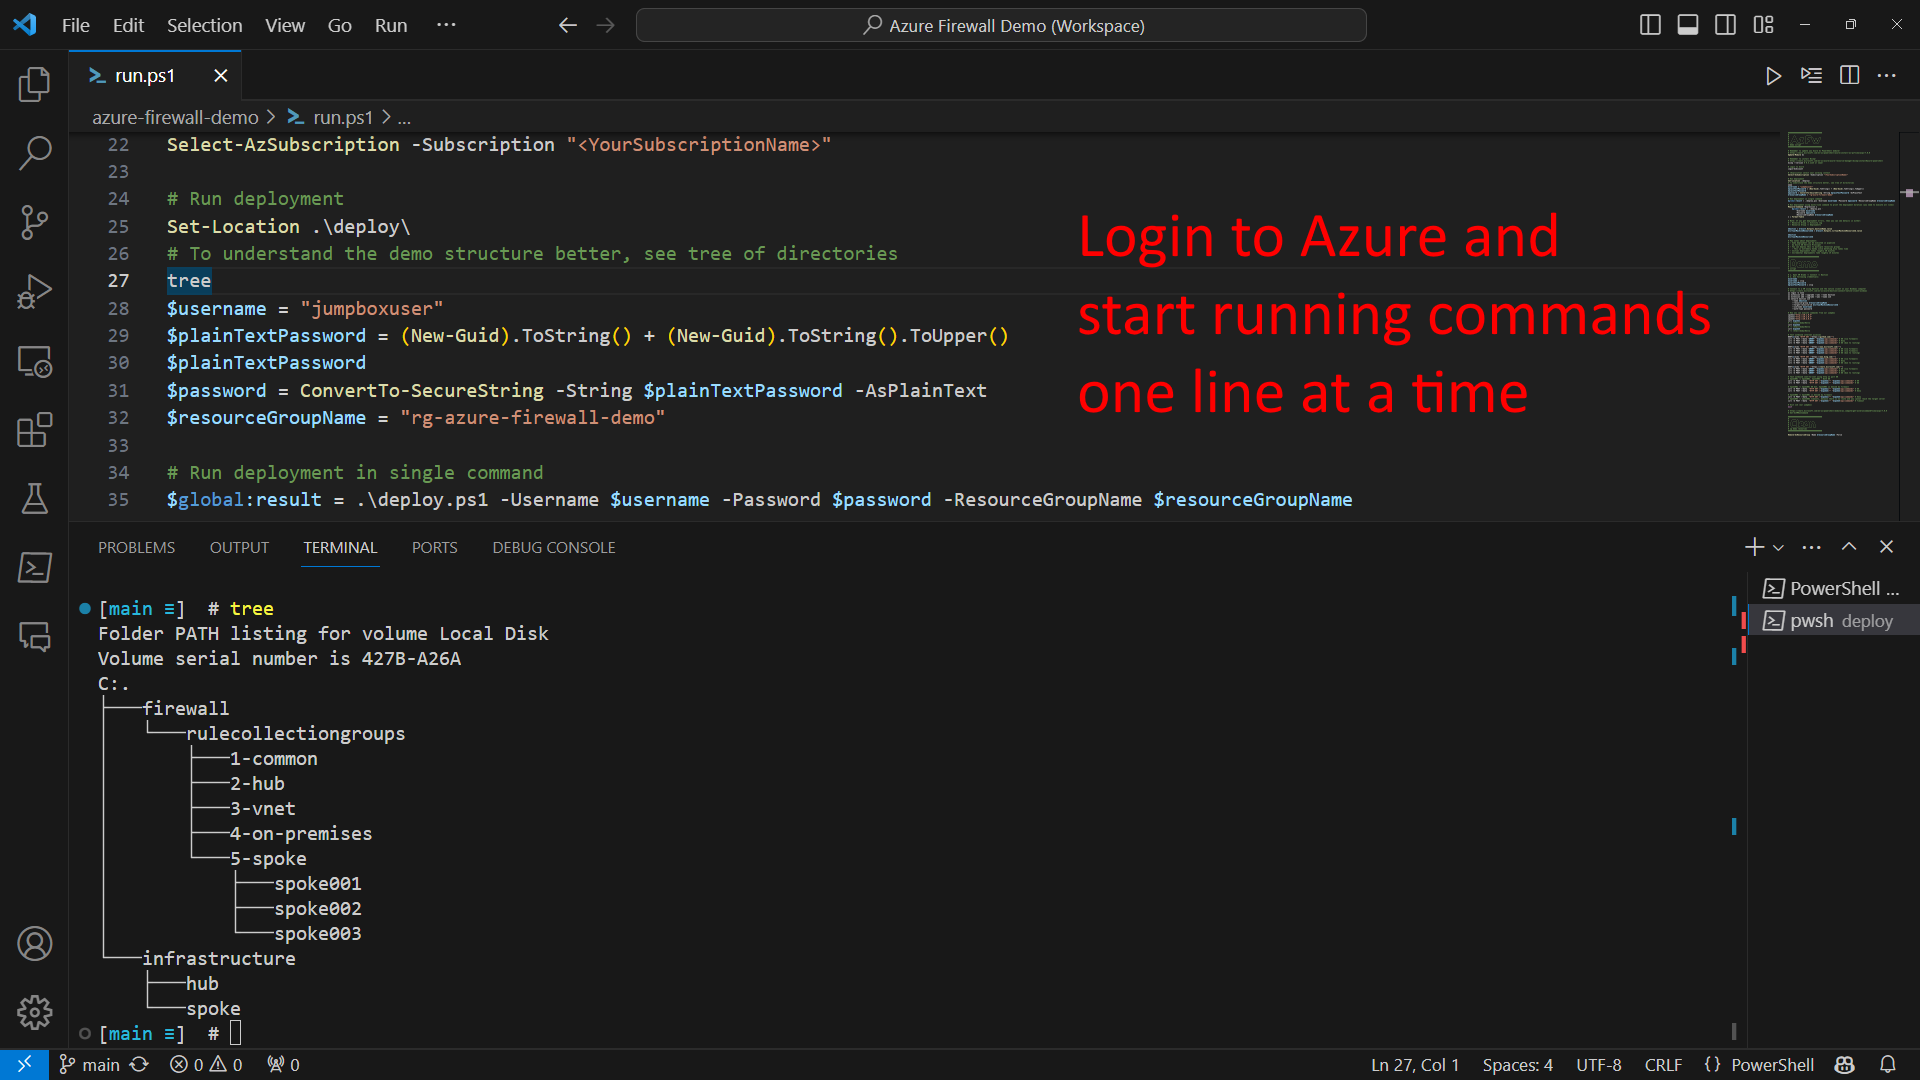 File Edit Selection View Go Run ··· Azure Firewall Demo (Workspace)
run.ps1
azure-firewall-demo > run.ps1 > ...
22 Select-AzSubscription -Subscription "<YourSubscriptionName>"
23
24 # Run deployment
25 Set-Location .\deploy\
26 # To understand the demo structure better, see tree of directories
27 tree
28 $username = "jumpboxuser"
29 $plainTextPassword = (New-Guid).ToString() + (New-Guid).ToString().ToUpper()
30 $plainTextPassword
31 $password = ConvertTo-SecureString -String $plainTextPassword -AsPlainText
32 $resourceGroupName = "rg-azure-firewall-demo"
33
34 # Run deployment in single command
35 $global:result = .\deploy.ps1 -Username $username -Password $password -ResourceGroupName $resourceGroupName
Login to Azure and
start running commands
one line at a time
PROBLEMS OUTPUT TERMINAL PORTS DEBUG CONSOLE
[main ≡] # tree
Folder PATH listing for volume Local Disk
Volume serial number is 427B-A26A
C:.
├───firewall
│   └───rulecollectiongroups
│       ├───1-common
│       ├───2-hub
│       ├───3-vnet
│       ├───4-on-premises
│       └───5-spoke
│           ├───spoke001
│           ├───spoke002
│           └───spoke003
└───infrastructure
    ├───hub
    └───spoke
[main ≡] #
PowerShell ...
pwsh deploy
main 0 0 0 Ln 27, Col 1 Spaces: 4 UTF-8 CRLF {} PowerShell